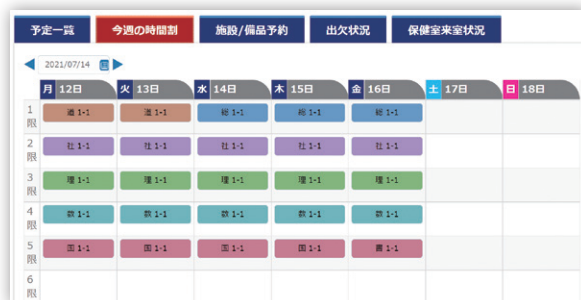 予定一覧 今週の時間割 施設/備品予約 出欠状況 保健室来室状況
2021/07/14
月 12日 火 13日 水 14日 木 15日 金 16日 土 17日 日 18日
1限 道 1-1 道 1-1 総 1-1 総 1-1 総 1-1
2限 社 1-1 社 1-1 社 1-1 社 1-1 社 1-1
3限 理 1-1 理 1-1 理 1-1 理 1-1 理 1-1
4限 数 1-1 数 1-1 数 1-1 数 1-1 数 1-1
5限 国 1-1 国 1-1 国 1-1 国 1-1 書 1-1
6限